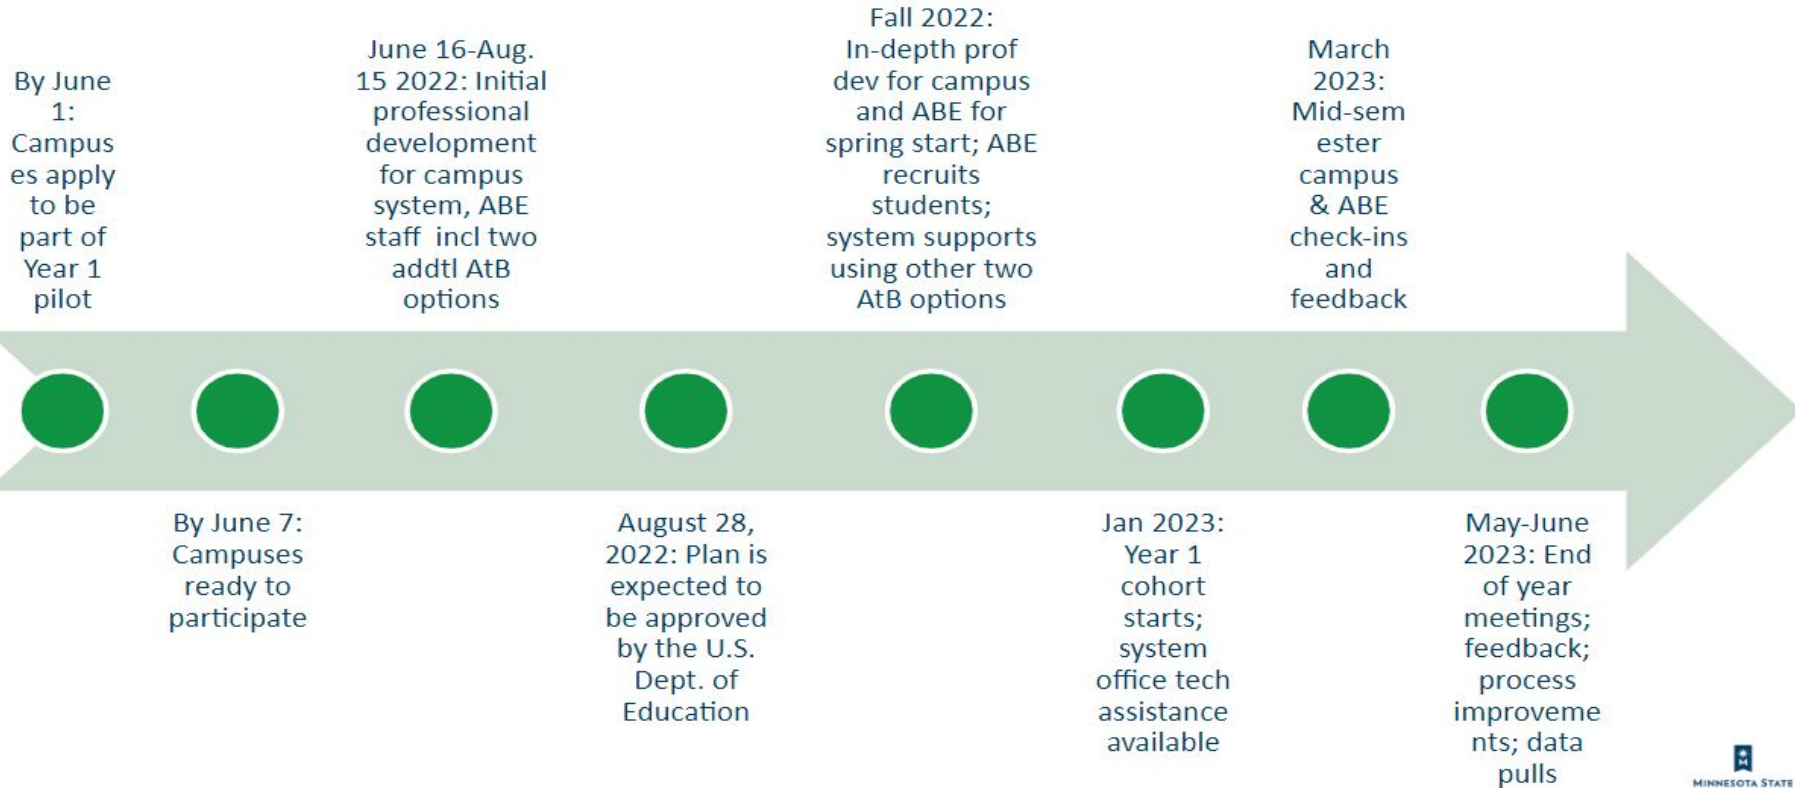 By June
1:
Campus
es apply
to be
part of
Year 1
pilot
By June 7:
Campuses
ready to
participate
June 16-Aug.
15 2022: Initial
professional
development
for campus
system, ABE
staff  incl two
addtl AtB
options
August 28,
2022: Plan is
expected to
be approved
by the U.S.
Dept. of
Education
Fall 2022:
In-depth prof
dev for campus
and ABE for
spring start; ABE
recruits
students;
system supports
using other two
AtB options
Jan 2023:
Year 1
cohort
starts;
system
office tech
assistance
available
March
2023:
Mid-sem
ester
campus
& ABE
check-ins
and
feedback
May-June
2023: End
of year
meetings;
feedback;
process
improveme
nts; data
pulls
M
MINNESOTA STATE